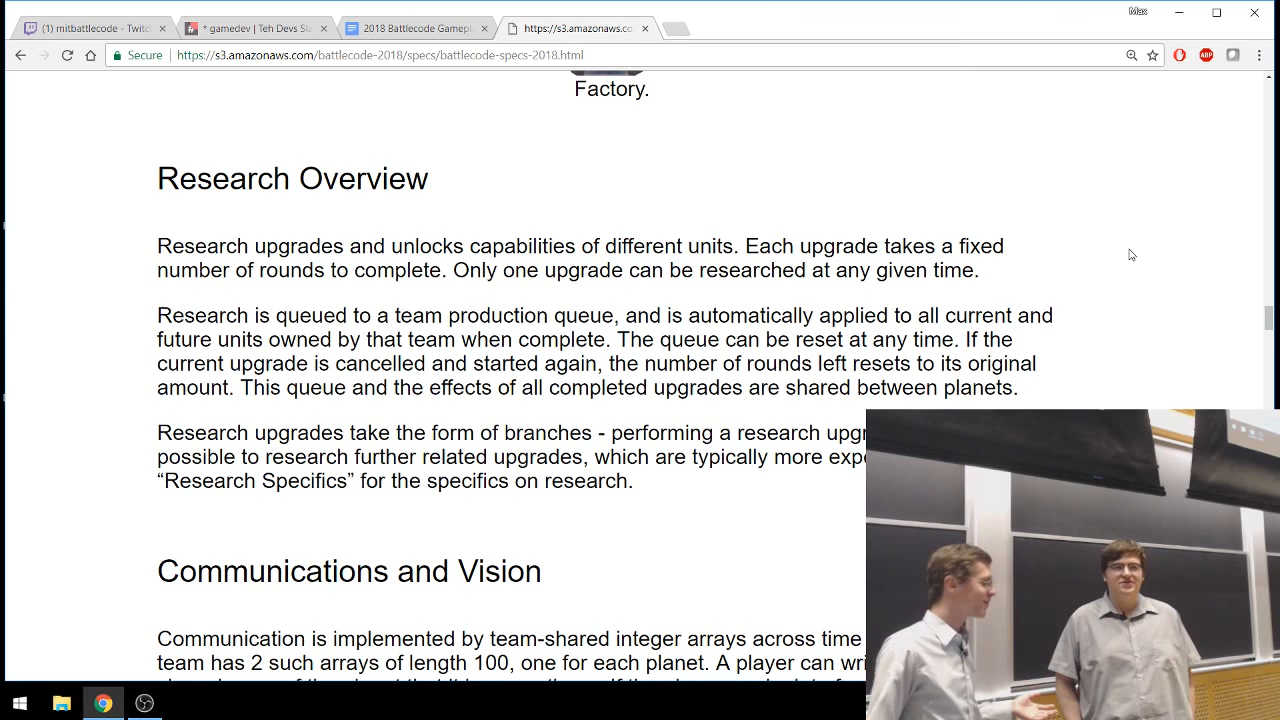 Max
(1) mitbattlecode - Twitch
* gamedev | Teh Devs Sla
2018 Battlecode Gamepl
https://s3.amazonaws.co
Secure
https://s3.amazonaws.com/battlecode-2018/specs/battlecode-specs-2018.html
ABP
Factory.
Research Overview
Research upgrades and unlocks capabilities of different units. Each upgrade takes a fixed
number of rounds to complete. Only one upgrade can be researched at any given time.
Research is queued to a team production queue, and is automatically applied to all current and
future units owned by that team when complete. The queue can be reset at any time. If the
current upgrade is cancelled and started again, the number of rounds left resets to its original
amount. This queue and the effects of all completed upgrades are shared between planets.
Research upgrades take the form of branches - performing a research upgr
possible to research further related upgrades, which are typically more expe
“Research Specifics” for the specifics on research.
Communications and Vision
Communication is implemented by team-shared integer arrays across time
team has 2 such arrays of length 100, one for each planet. A player can wri